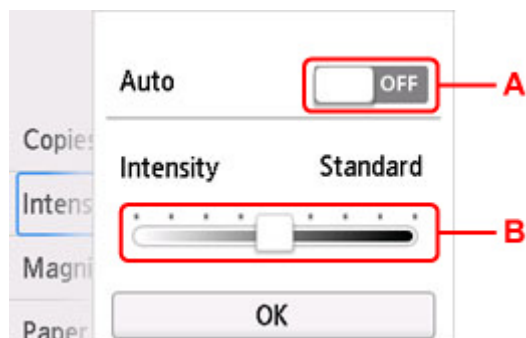 Auto
OFF
A
Copies
Intensity
Standard
Intens
B
Magni
OK
Paper